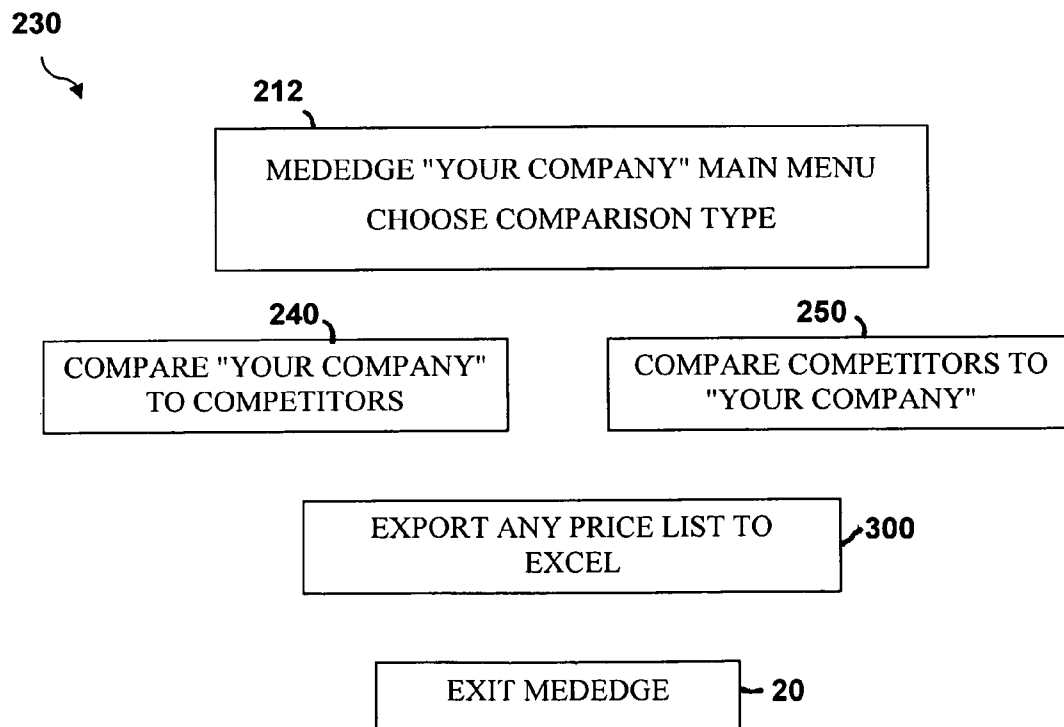 230
212
MEDEDGE "YOUR COMPANY" MAIN MENU
CHOOSE COMPARISON TYPE
240
250
COMPARE "YOUR COMPANY"
TO COMPETITORS
COMPARE COMPETITORS TO
"YOUR COMPANY"
EXPORT ANY PRICE LIST TO
EXCEL
300
EXIT MEDEDGE
20